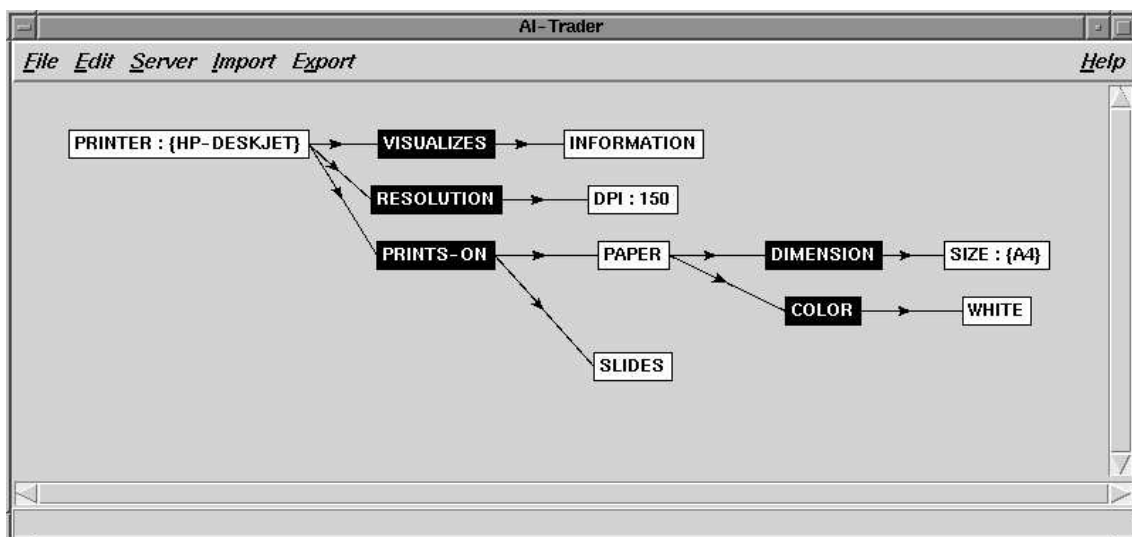 AI-Trader
File Edit Server Import Export Help
PRINTER : {HP-DESKJET} VISUALIZES INFORMATION
RESOLUTION DPI : 150
PRINTS-ON PAPER DIMENSION SIZE : {A4}
COLOR WHITE
SLIDES